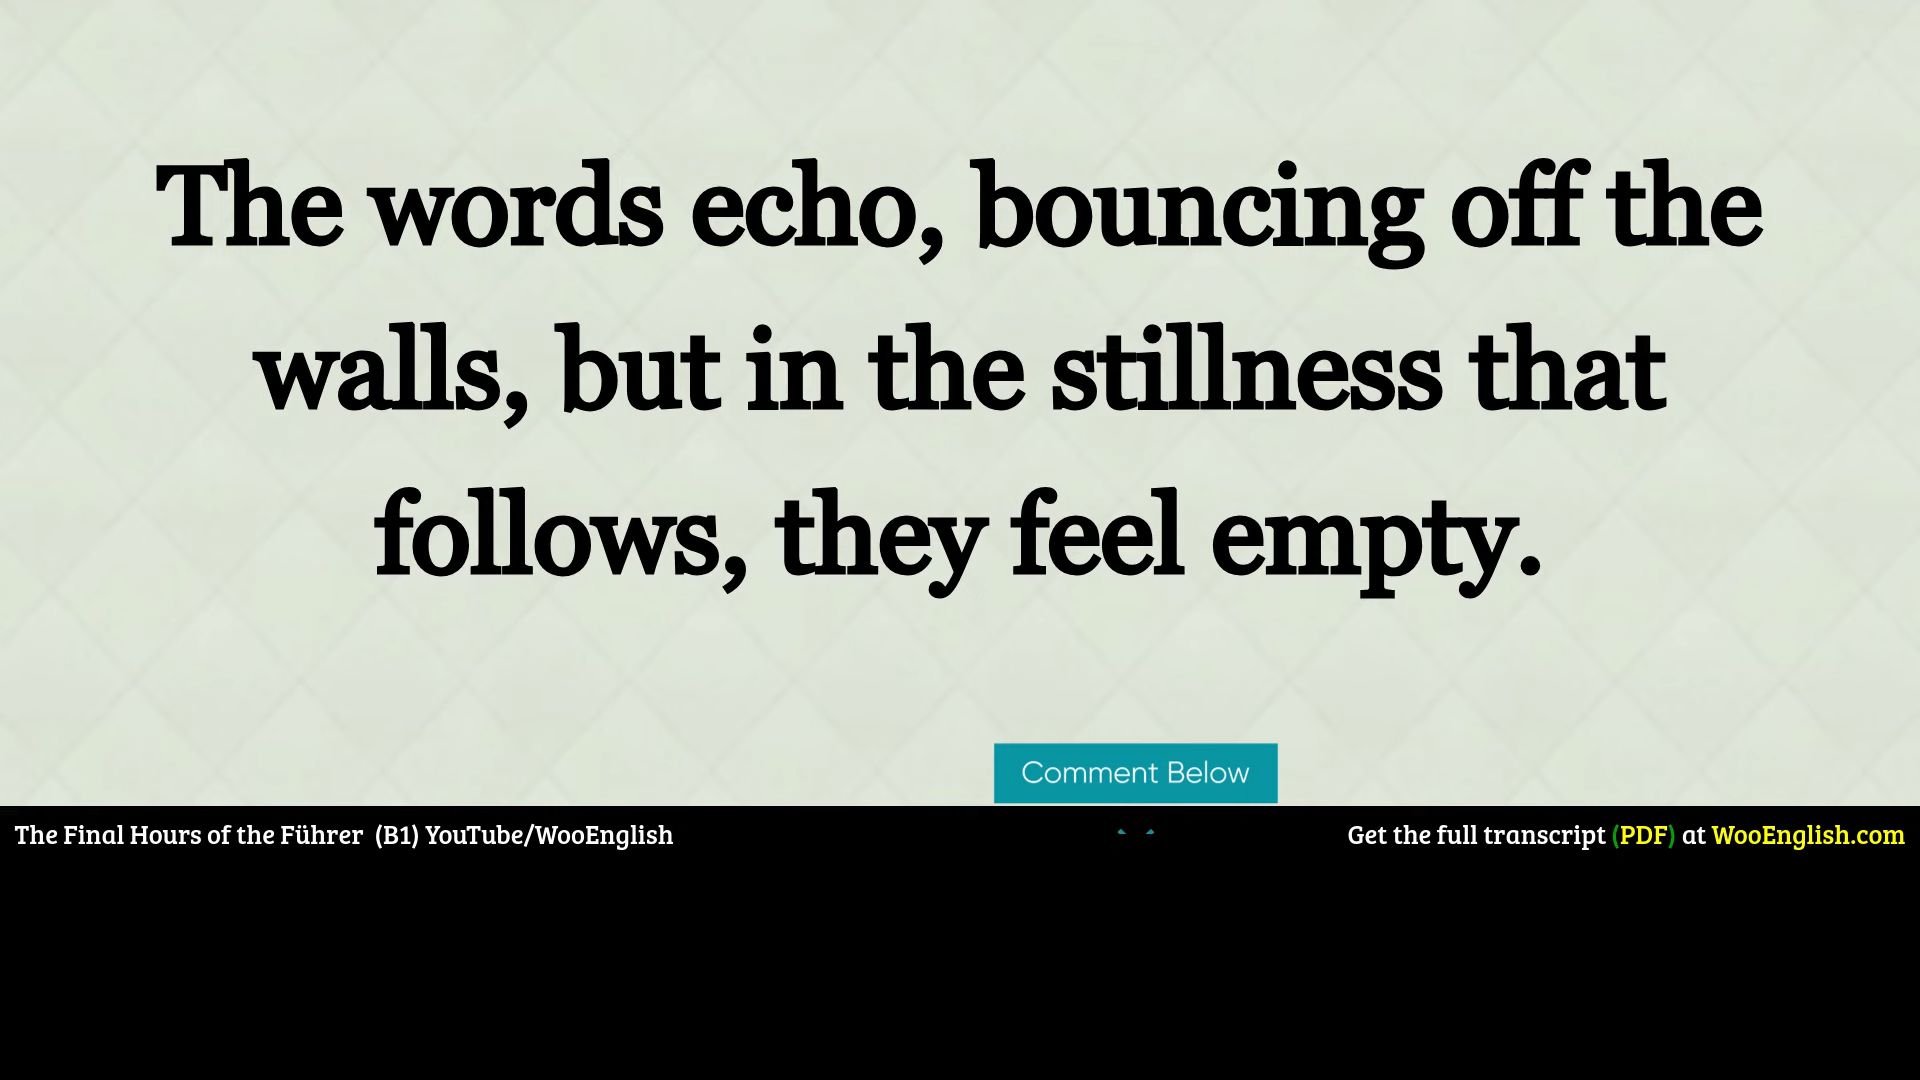 The words echo, bouncing off the
walls, but in the stillness that
follows, they feel empty.
Comment Below
The Final Hours of the Führer (B1) YouTube/WooEnglish
Get the full transcript (PDF) at WooEnglish.com